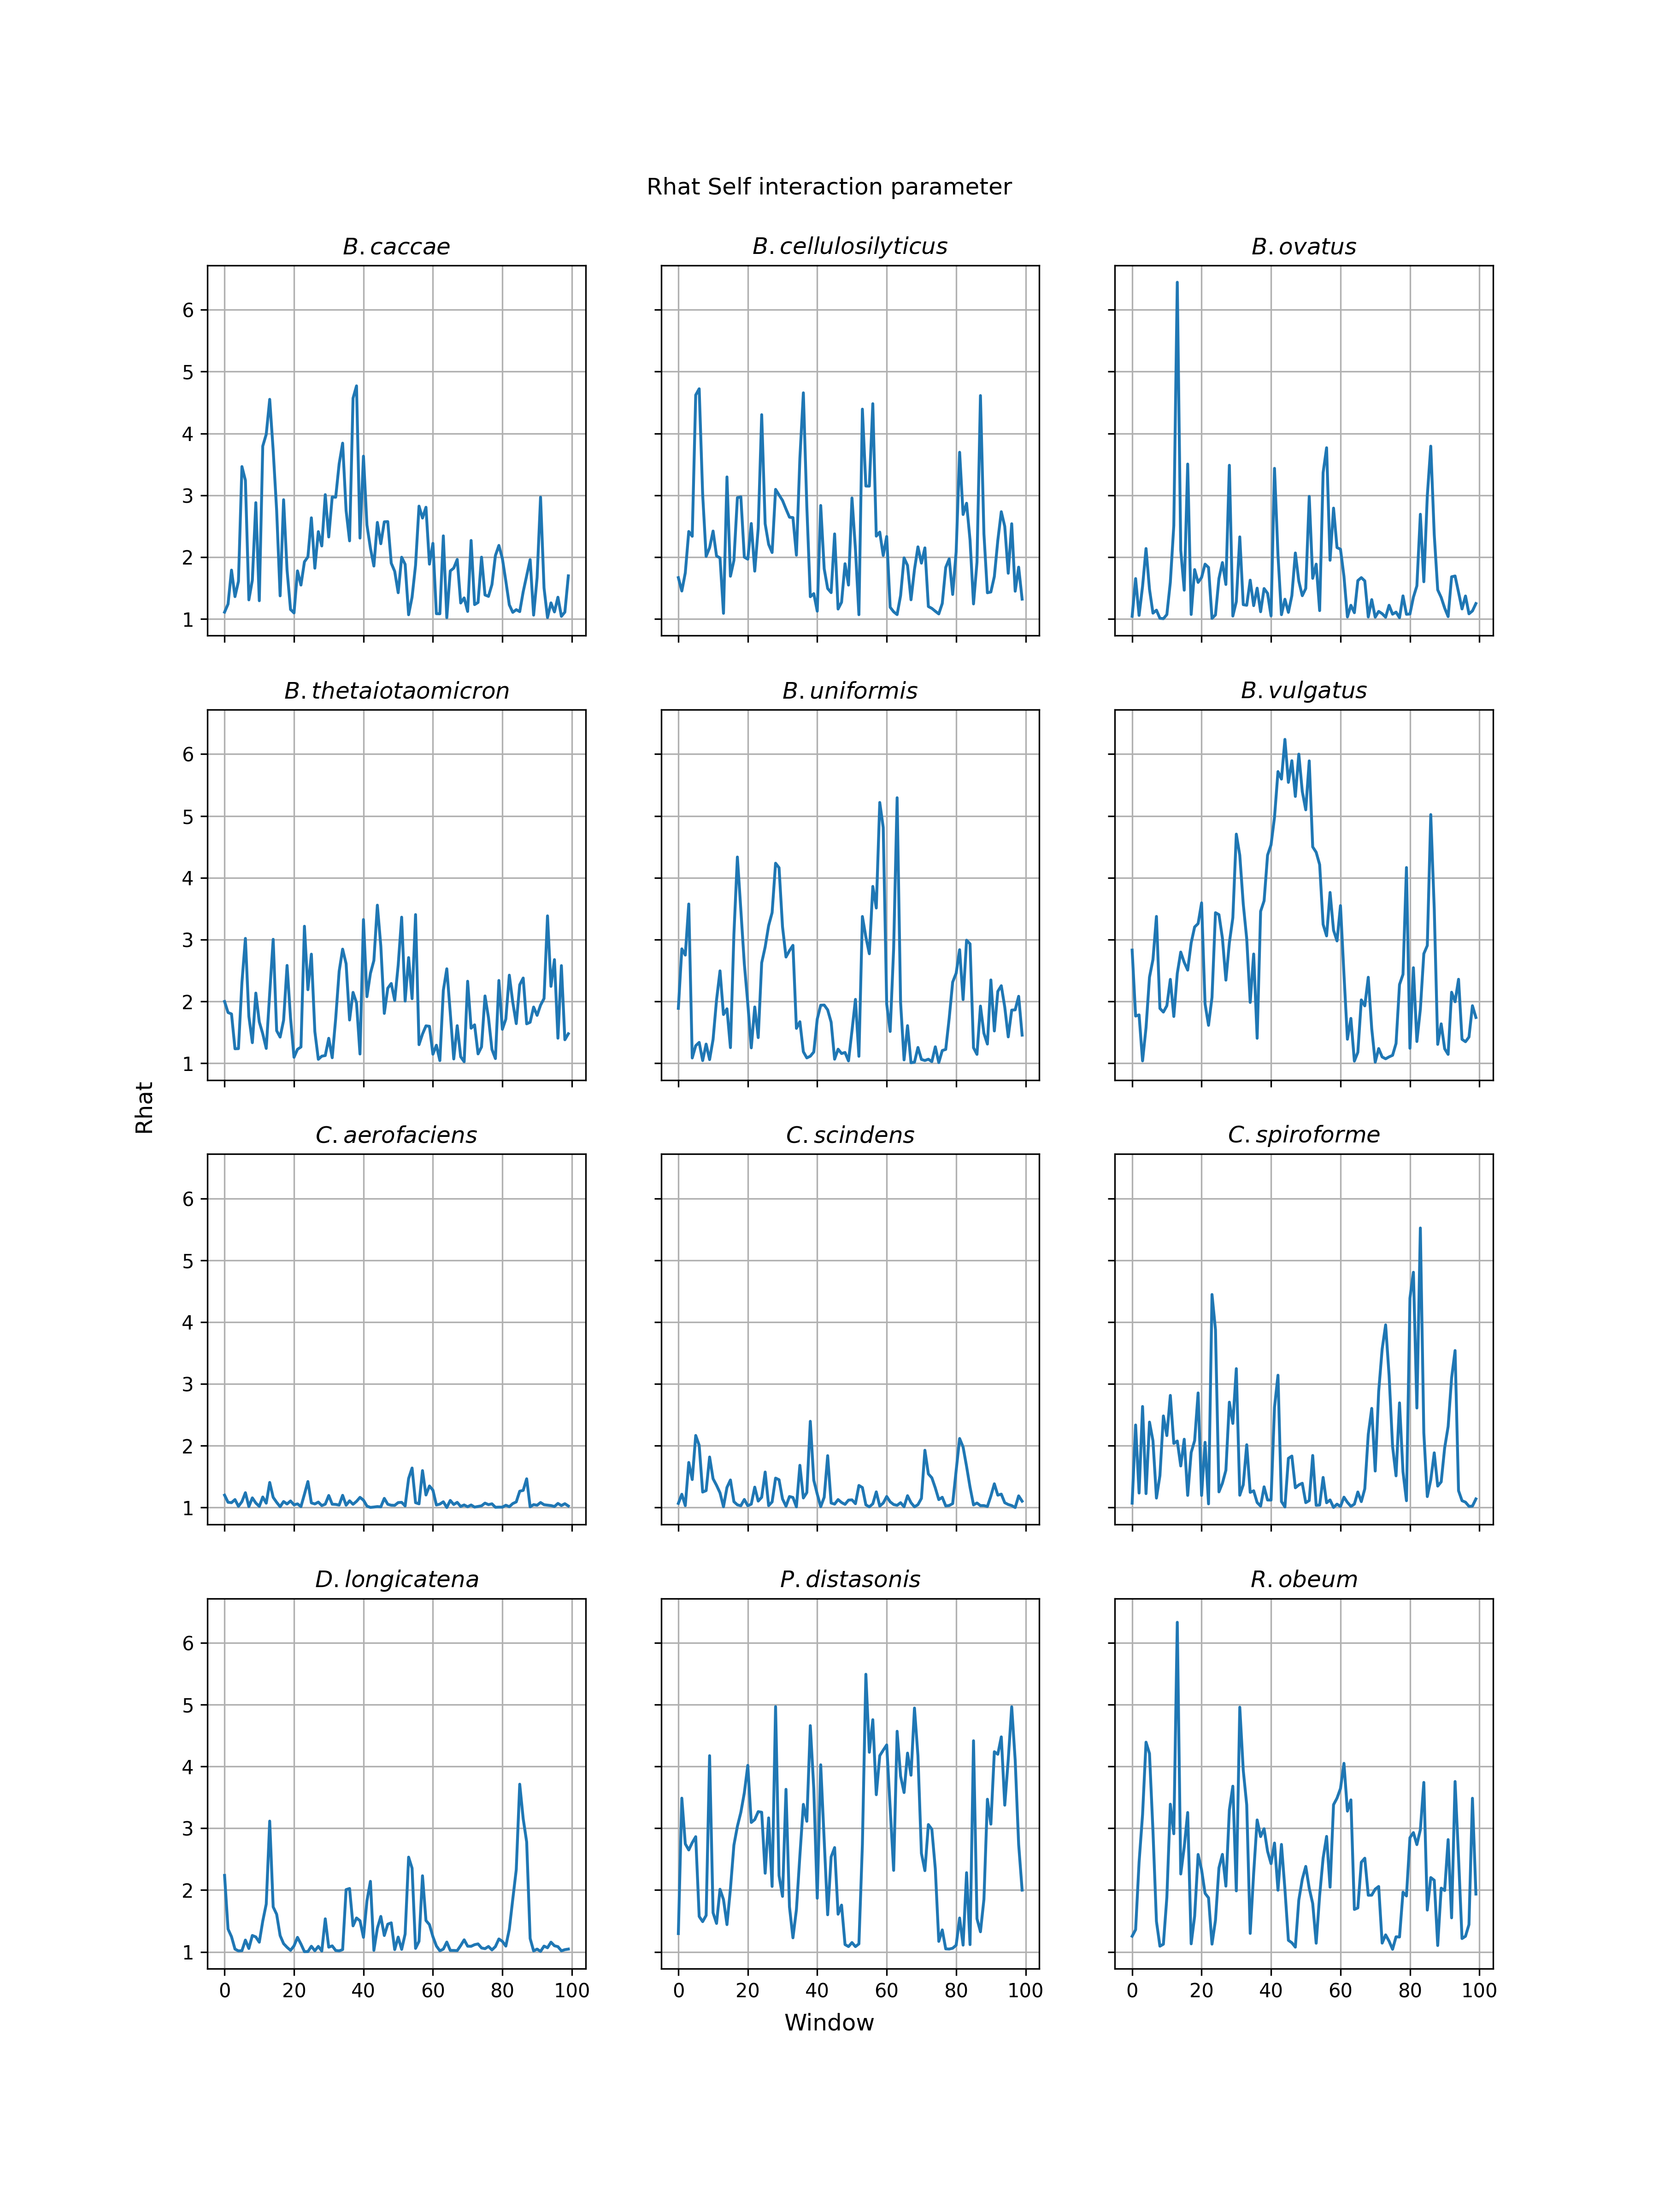 Rhat Self interaction parameter
B. caccae
B. cellulosilyticus
B. ovatus
6
5
4
3
2
1
B. thetaiotaomicron
B. uniformis
B. vulgatus
6
5
4
3
2
1
Rhat
C. aerofaciens
C. scindens
C. spiroforme
6
5
4
3
2
1
D. longicatena
P. distasonis
R. obeum
6
5
4
3
2
1
0 20 40 60 80 100
0 20 40 60 80 100
0 20 40 60 80 100
Window